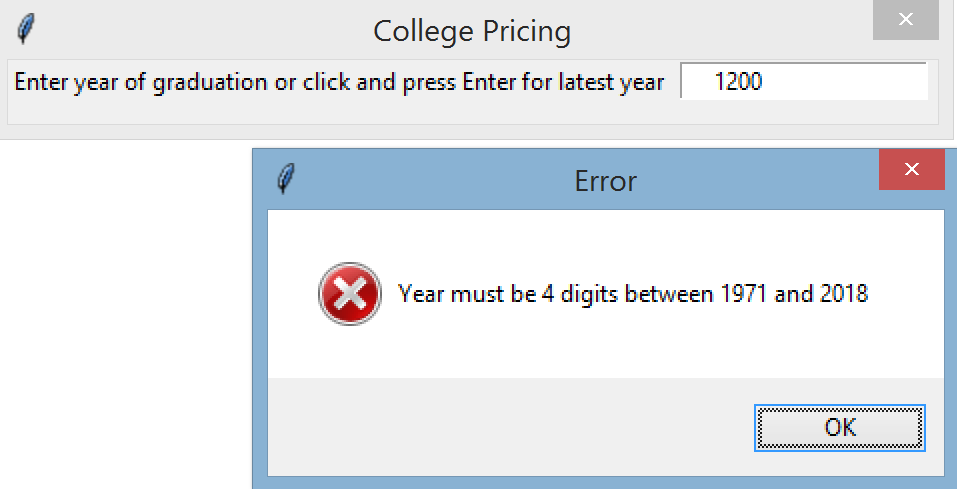 College Pricing
Enter year of graduation or click and press Enter for latest year 1200
Error
Year must be 4 digits between 1971 and 2018
OK